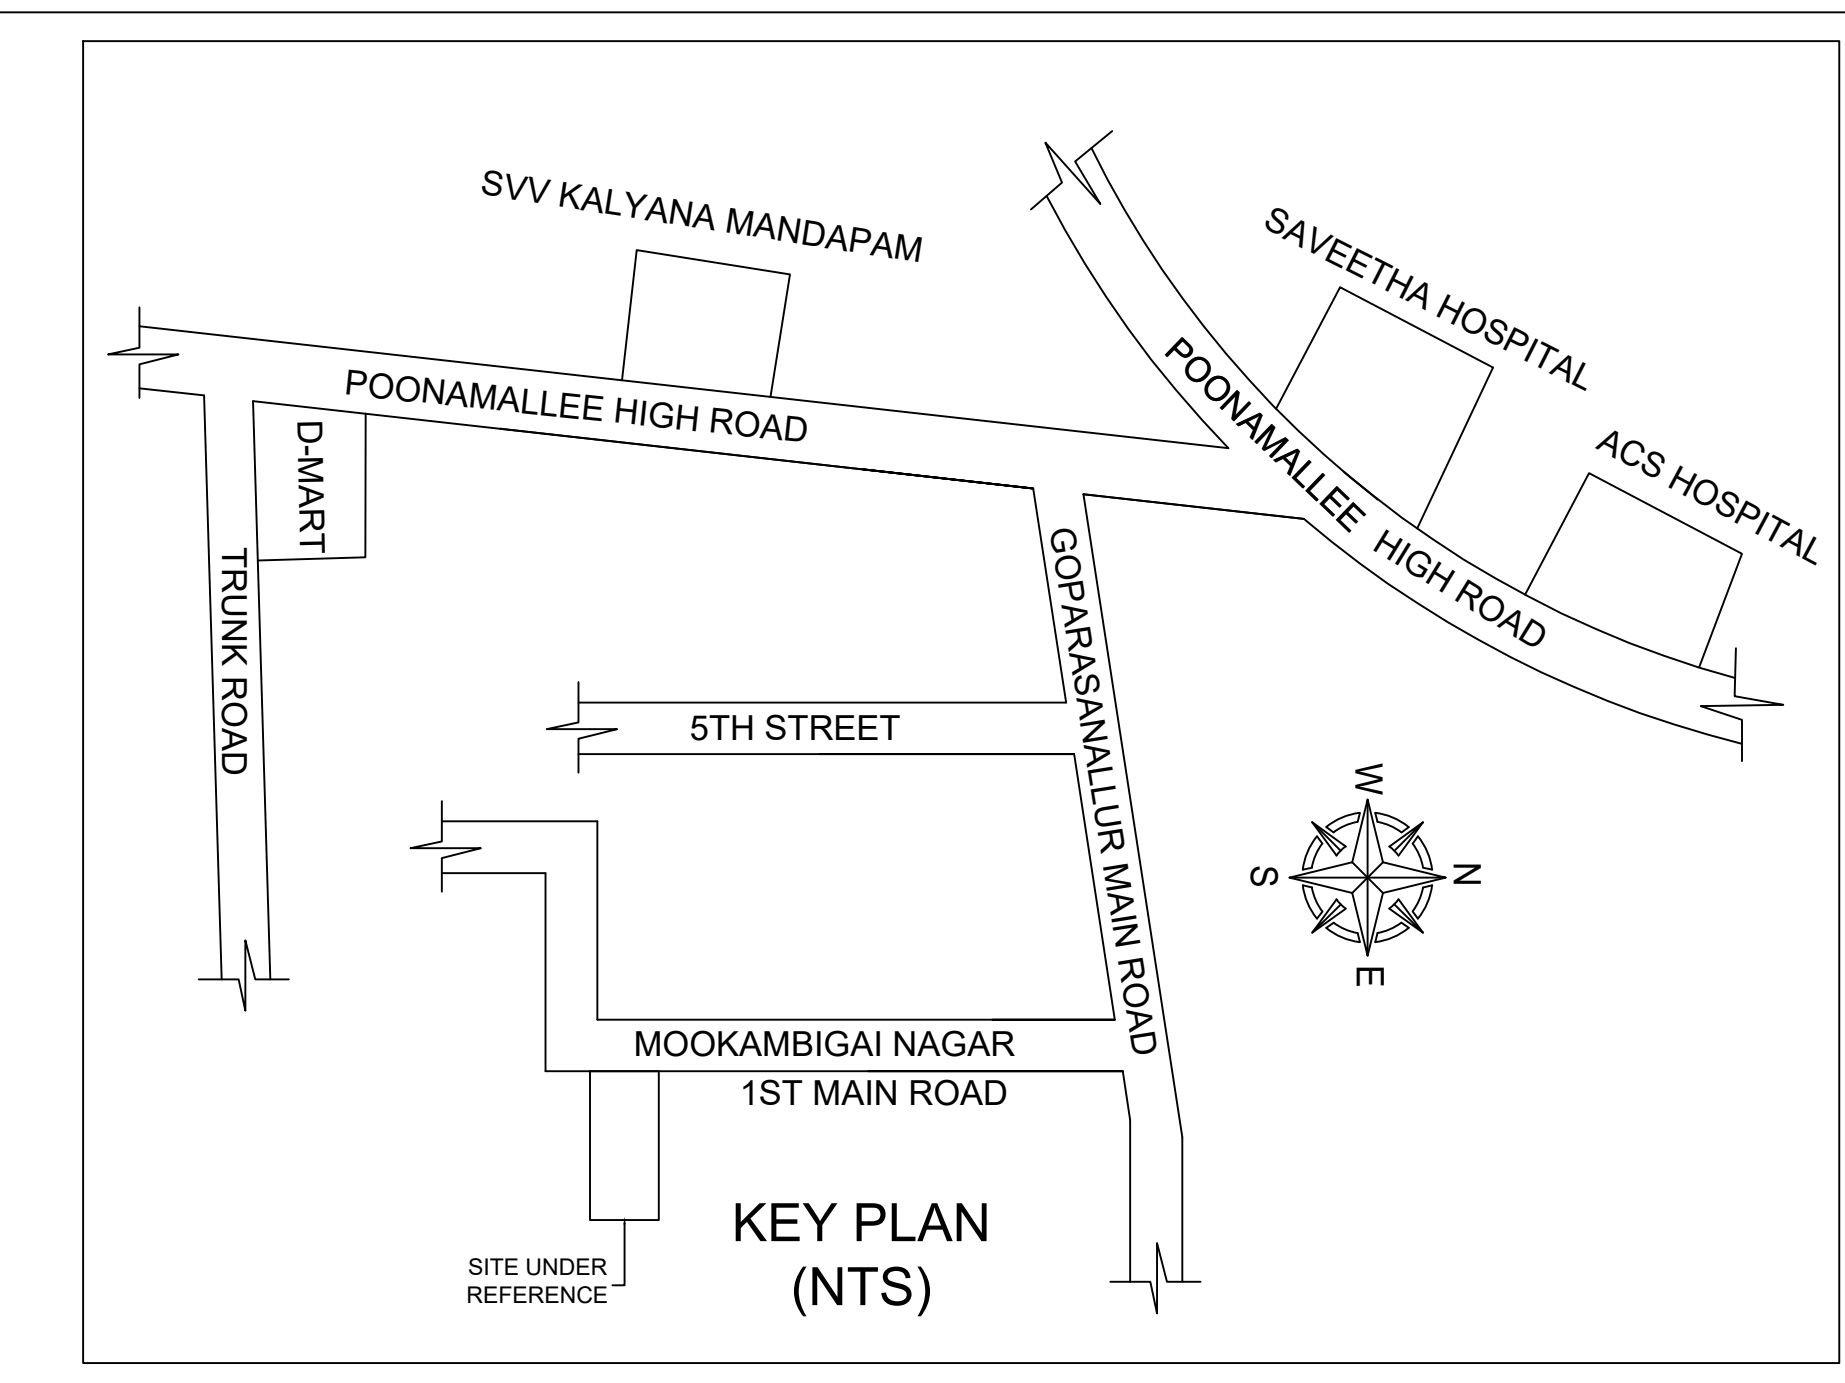 SVV KALYANA MANDAPAM
SAVEETHA HOSPITAL
POONAMALLEE HIGH ROAD
POONAMALLEE HIGH ROAD
ACS HOSPITAL
D-MART
TRUNK ROAD
GOPARASANALLUR MAIN ROAD
5TH STREET
W
S
N
E
MOOKAMBIGAI NAGAR
1ST MAIN ROAD
KEY PLAN
(NTS)
SITE UNDER
REFERENCE